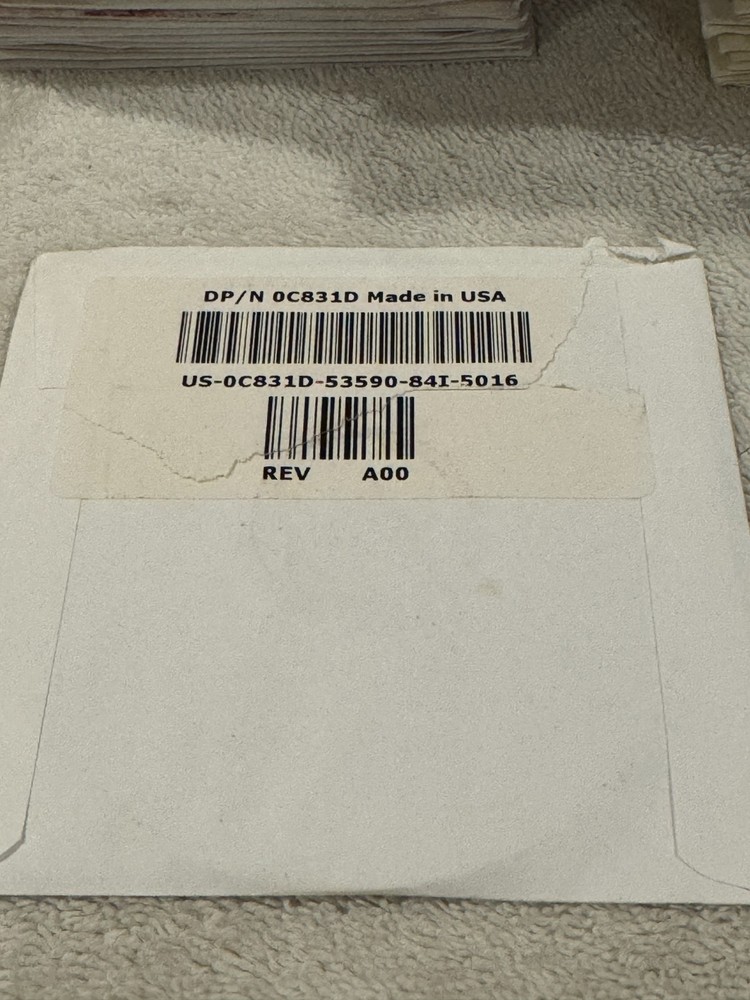 DP/N 0C831D Made in USA
US-0C831D-53590-84I-5016
REV A00